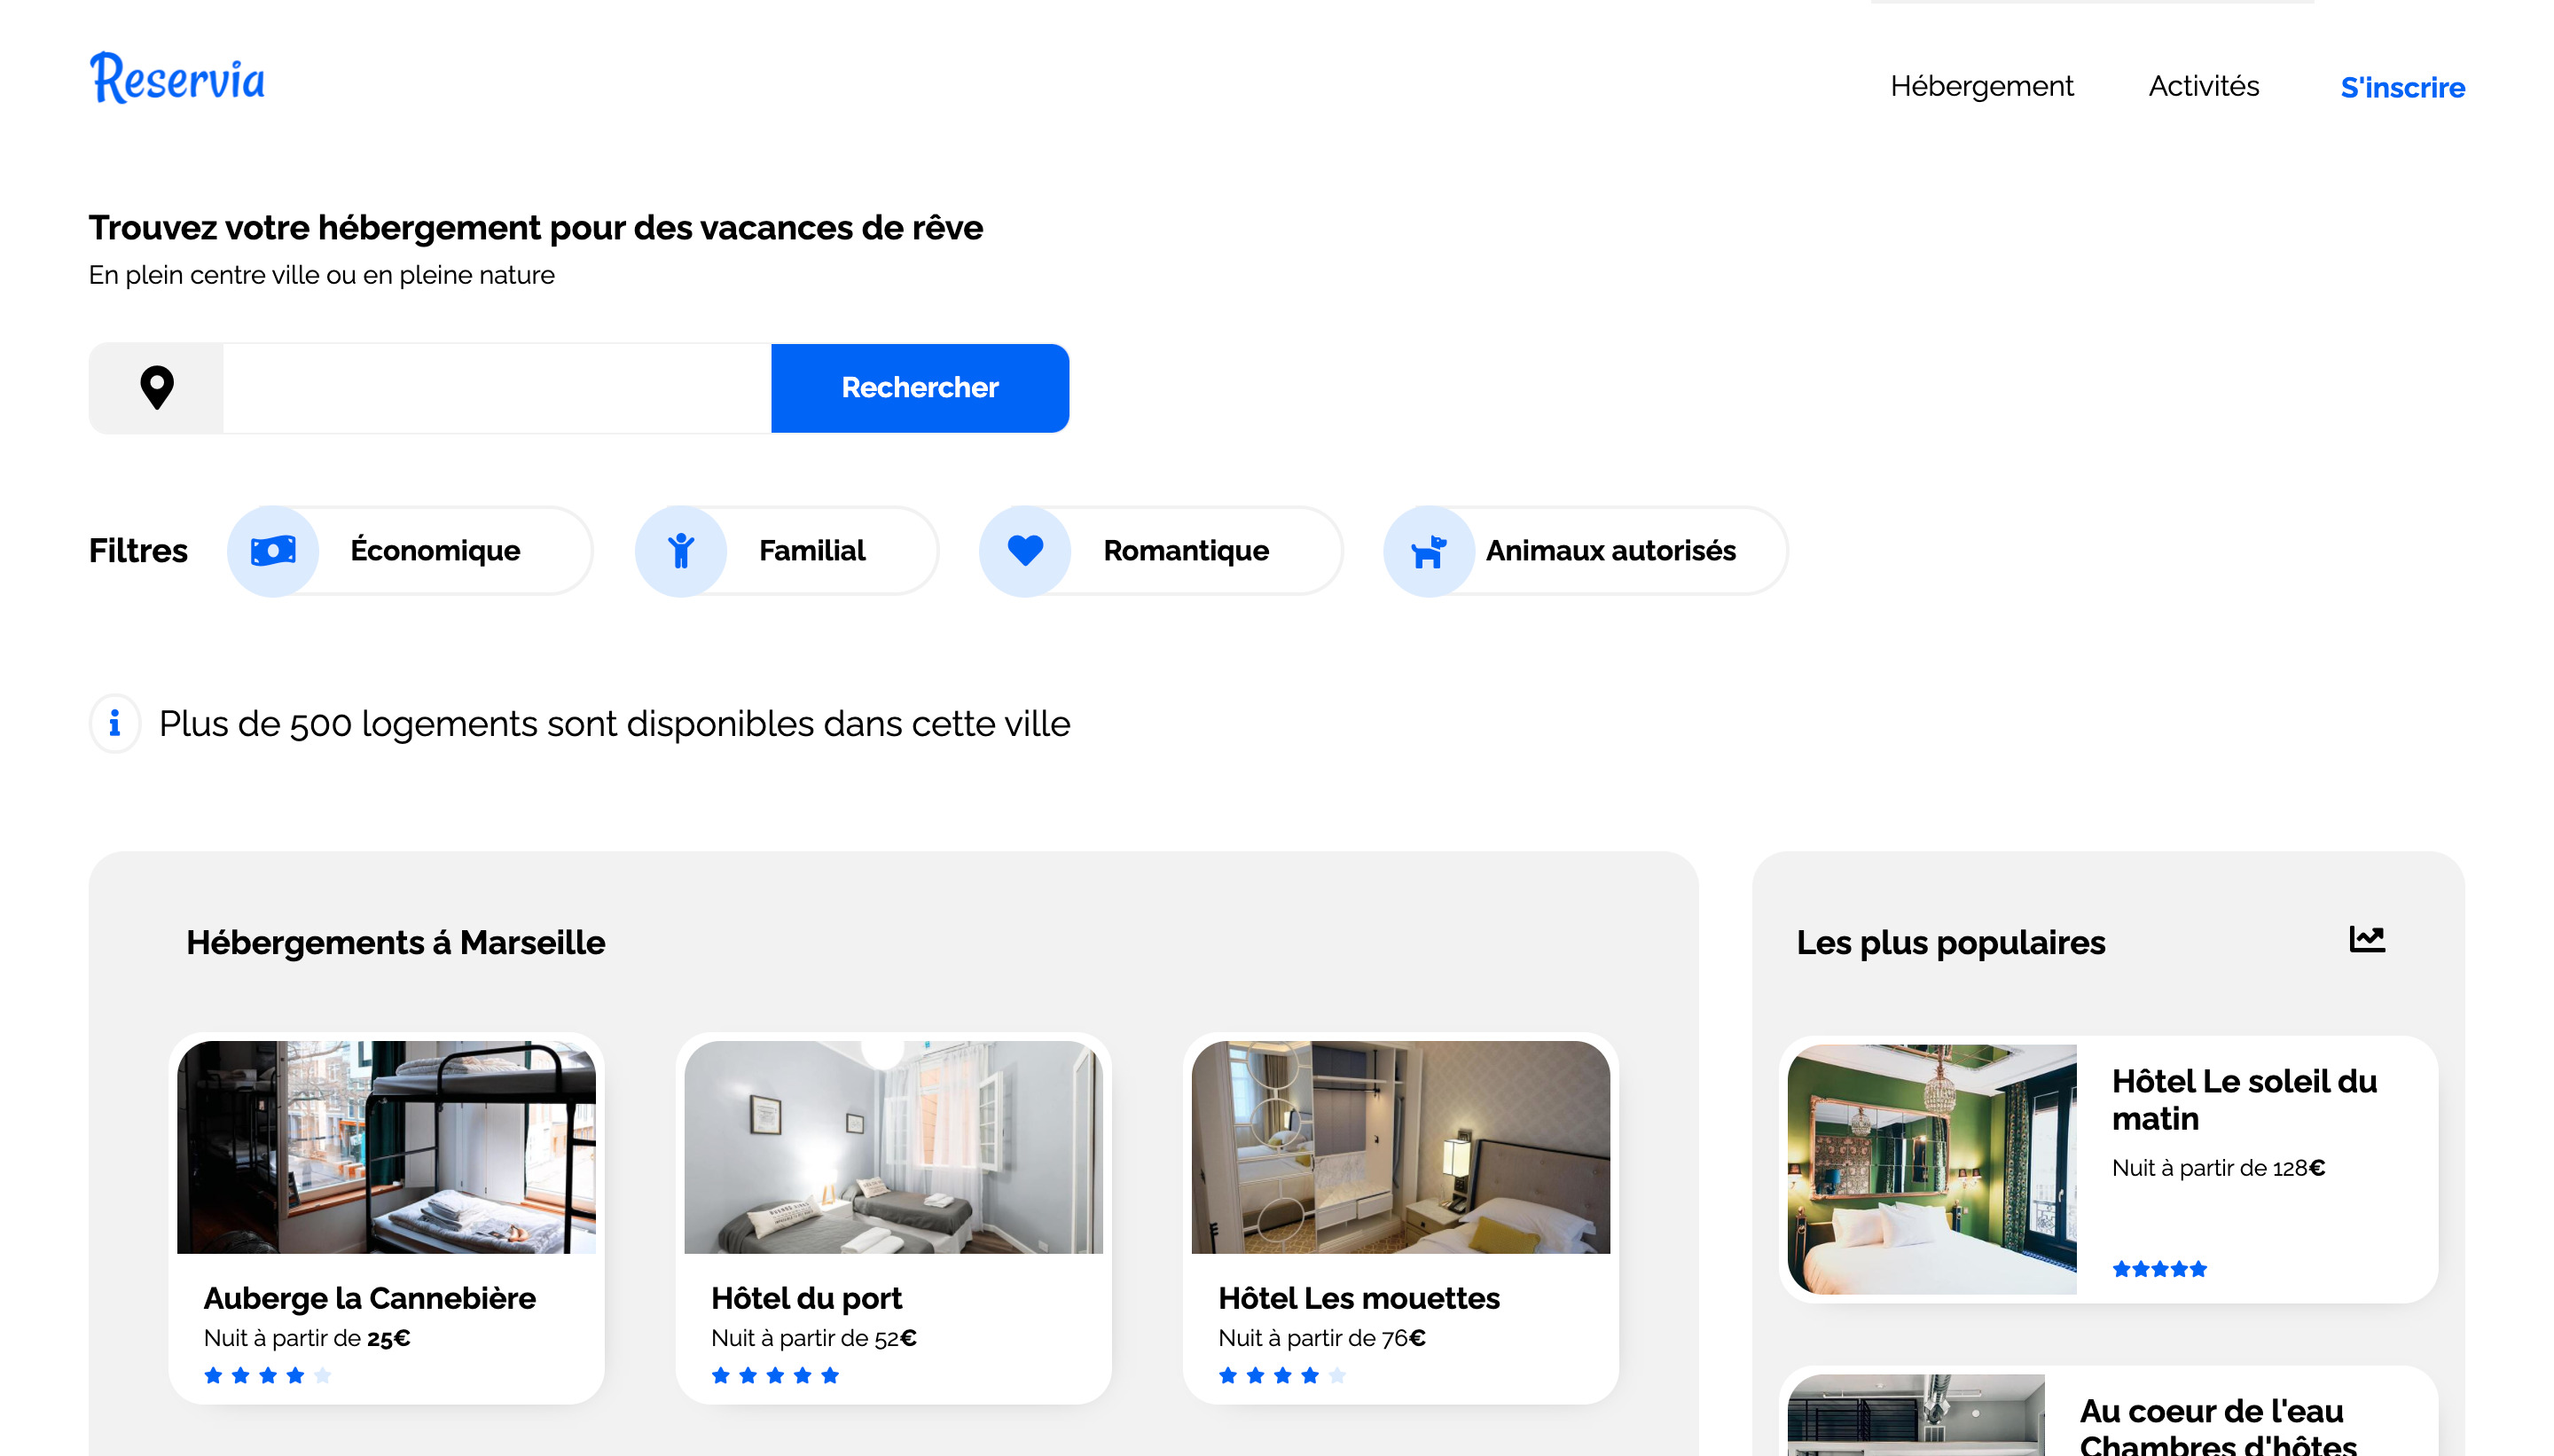 Reservia
Hébergement
Activités
S'inscrire
Trouvez votre hébergement pour des vacances de rêve
En plein centre ville ou en pleine nature
Rechercher
Filtres
Économique
Familial
Romantique
Animaux autorisés
Plus de 500 logements sont disponibles dans cette ville
Hébergements á Marseille
Auberge la Cannebière
Nuit à partir de 25€
Hôtel du port
Nuit à partir de 52€
Hôtel Les mouettes
Nuit à partir de 76€
Les plus populaires
Hôtel Le soleil du
matin
Nuit à partir de 128€
Au coeur de l'eau
Chambres d'hôtes